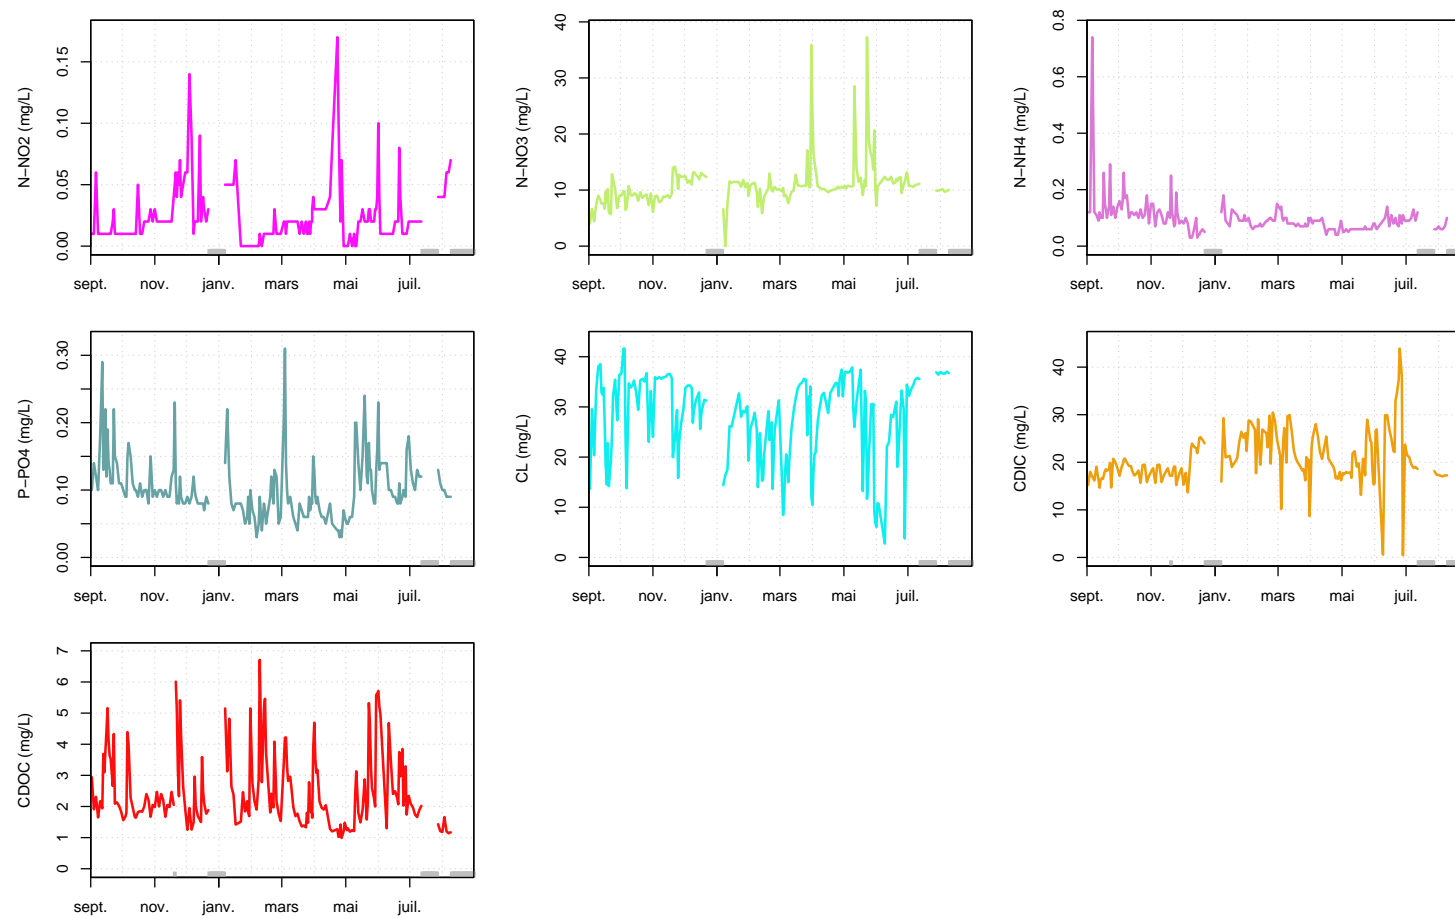 N−NO2 (mg/L)
0.00 0.05 0.10 0.15
sept. nov. janv. mars mai juil.
N−NO3 (mg/L)
0 10 20 30 40
sept. nov. janv. mars mai juil.
N−NH4 (mg/L)
0.0 0.2 0.4 0.6 0.8
sept. nov. janv. mars mai juil.
P−PO4 (mg/L)
0.00 0.10 0.20 0.30
sept. nov. janv. mars mai juil.
CL (mg/L)
0 10 20 30 40
sept. nov. janv. mars mai juil.
CDIC (mg/L)
0 10 20 30 40
sept. nov. janv. mars mai juil.
CDOC (mg/L)
0 1 2 3 4 5 6 7
sept. nov. janv. mars mai juil.